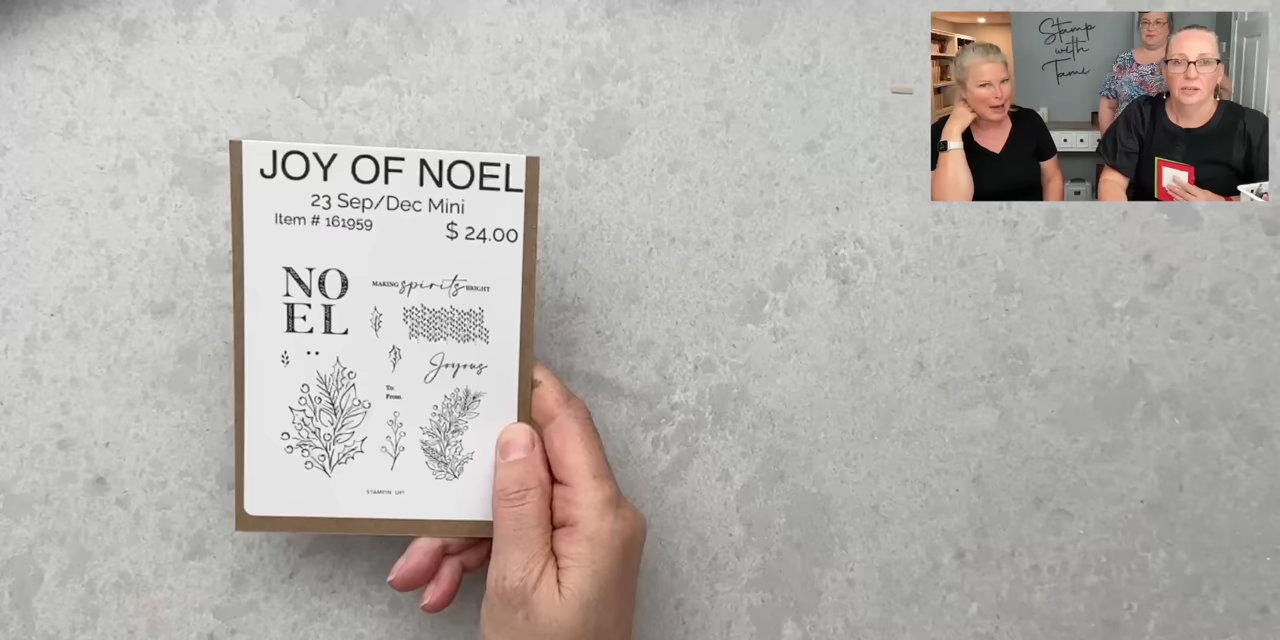 JOY OF NOEL
23 Sep/Dec Mini
Item # 161959
$ 24.00
NO
EL
MAKING spirits BRIGHT
Joyous
To:
From:
STAMPIN' UP!
Stamp
with
Tami